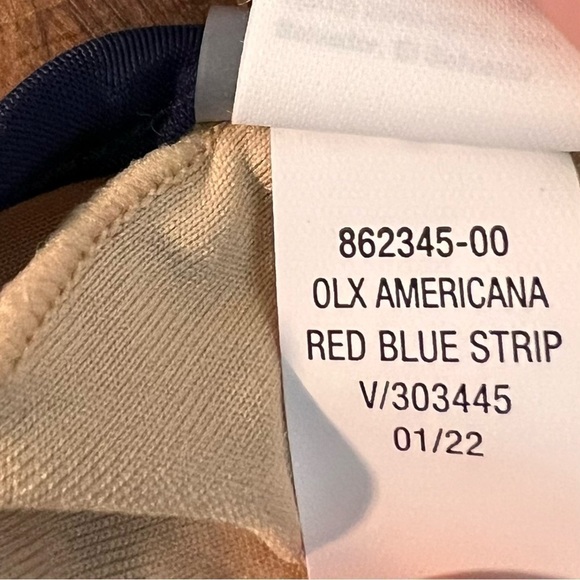 862345-00
OLX AMERICANA
RED BLUE STRIP
V/303445
01/22